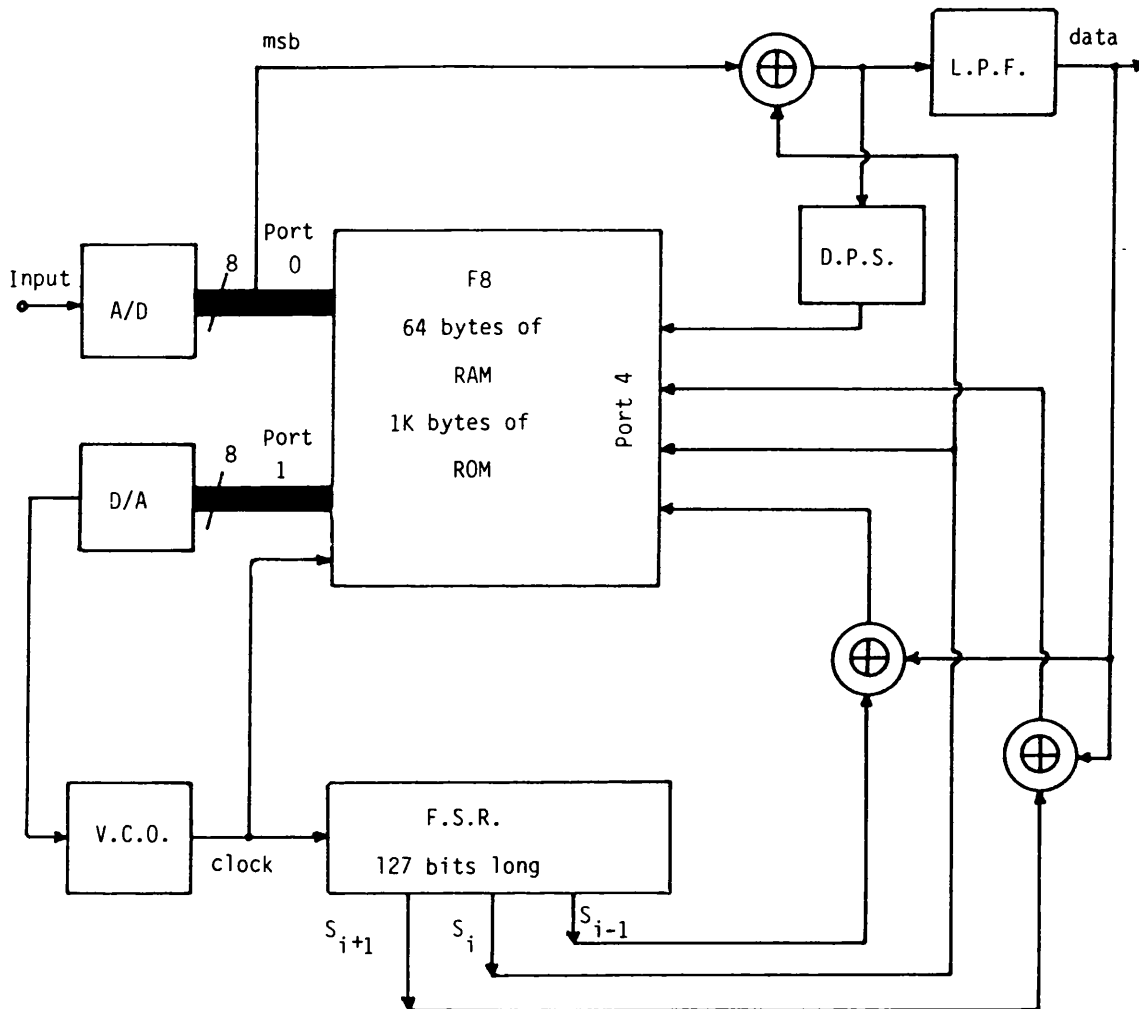 msb
data
L.P.F.
D.P.S.
Port
0
8
Input
A/D
F8
64 bytes of
RAM
1K bytes of
ROM
Port 4
Port
1
8
D/A
V.C.O.
clock
F.S.R.
127 bits long
S i+1
S i
S i-1